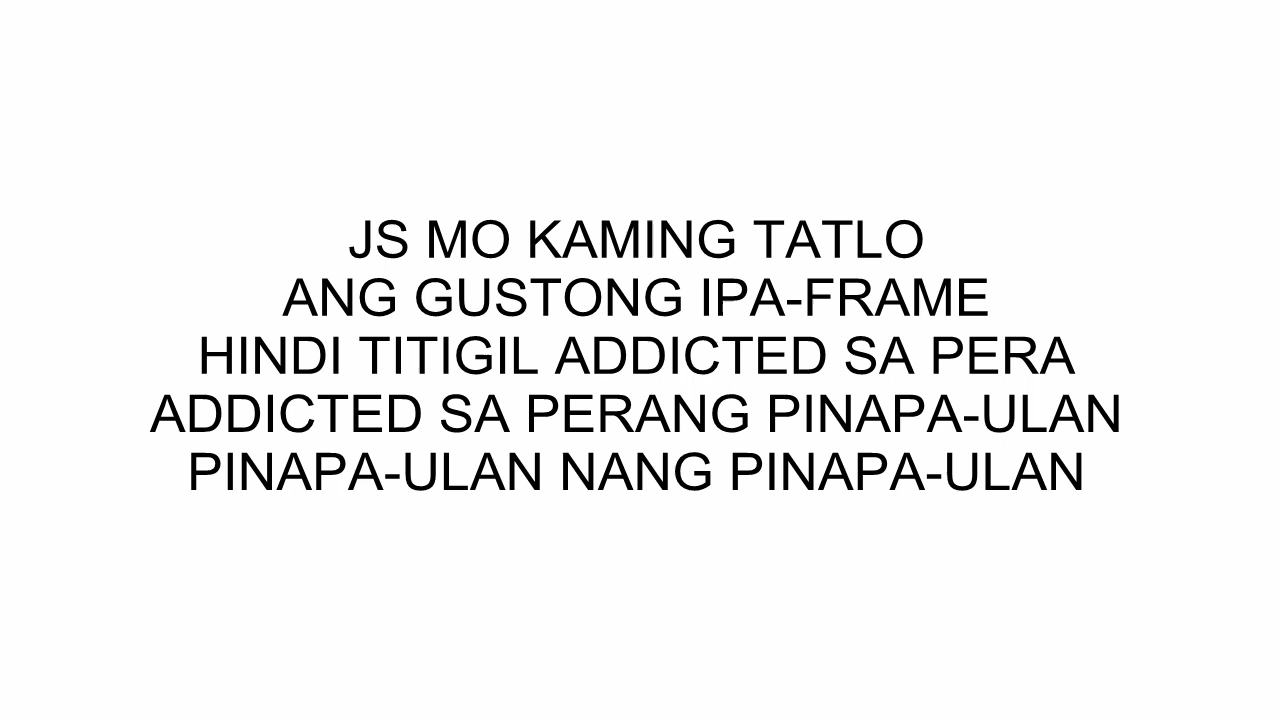 JS MO KAMING TATLO
ANG GUSTONG IPA-FRAME
HINDI TITIGIL ADDICTED SA PERA
ADDICTED SA PERANG PINAPA-ULAN
PINAPA-ULAN NANG PINAPA-ULAN